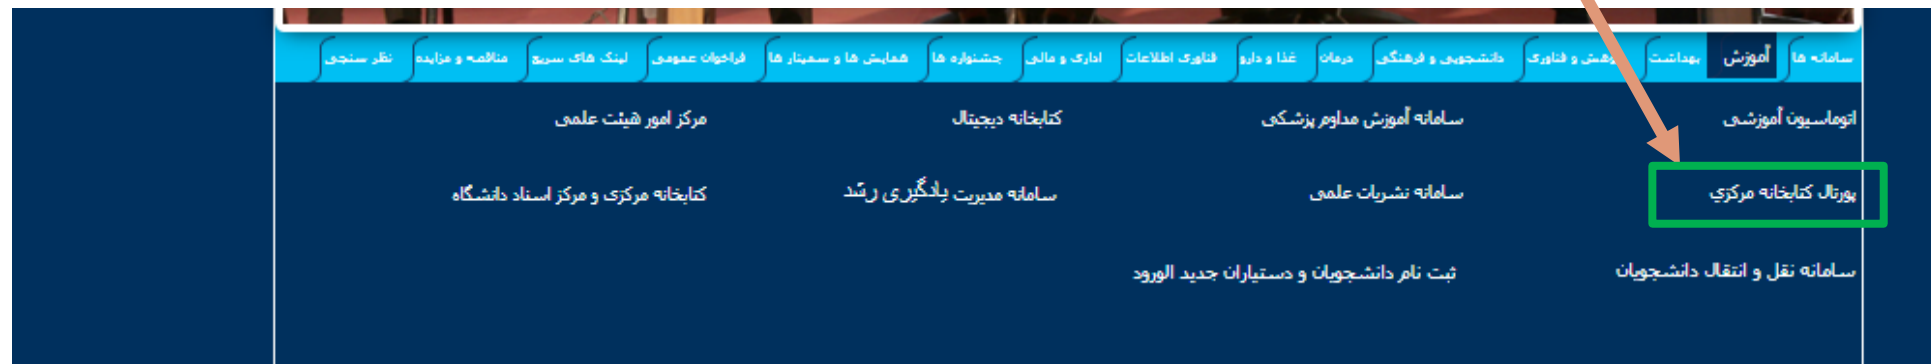 سامانه ها آموزش بهداشت پژوهش و فناوری دانشجویی و فرهنگی درمان غذا و دارو فناوری اطلاعات اداری و مالی جشنواره ها همایش ها و سمینار ها فراخوان عمومی لینک های سریع مناقصه و مزایده نظر سنجی
اتوماسیون آموزشی سامانه آموزش مداوم پزشکی کتابخانه دیجیتال مرکز امور هیئت علمی
پورتال کتابخانه مرکزي سامانه نشریات علمی سامانه مدیریت یادگیری رشد کتابخانه مرکزی و مرکز اسناد دانشگاه
سامانه نقل و انتقال دانشجویان ثبت نام دانشجویان و دستیاران جدید الورود